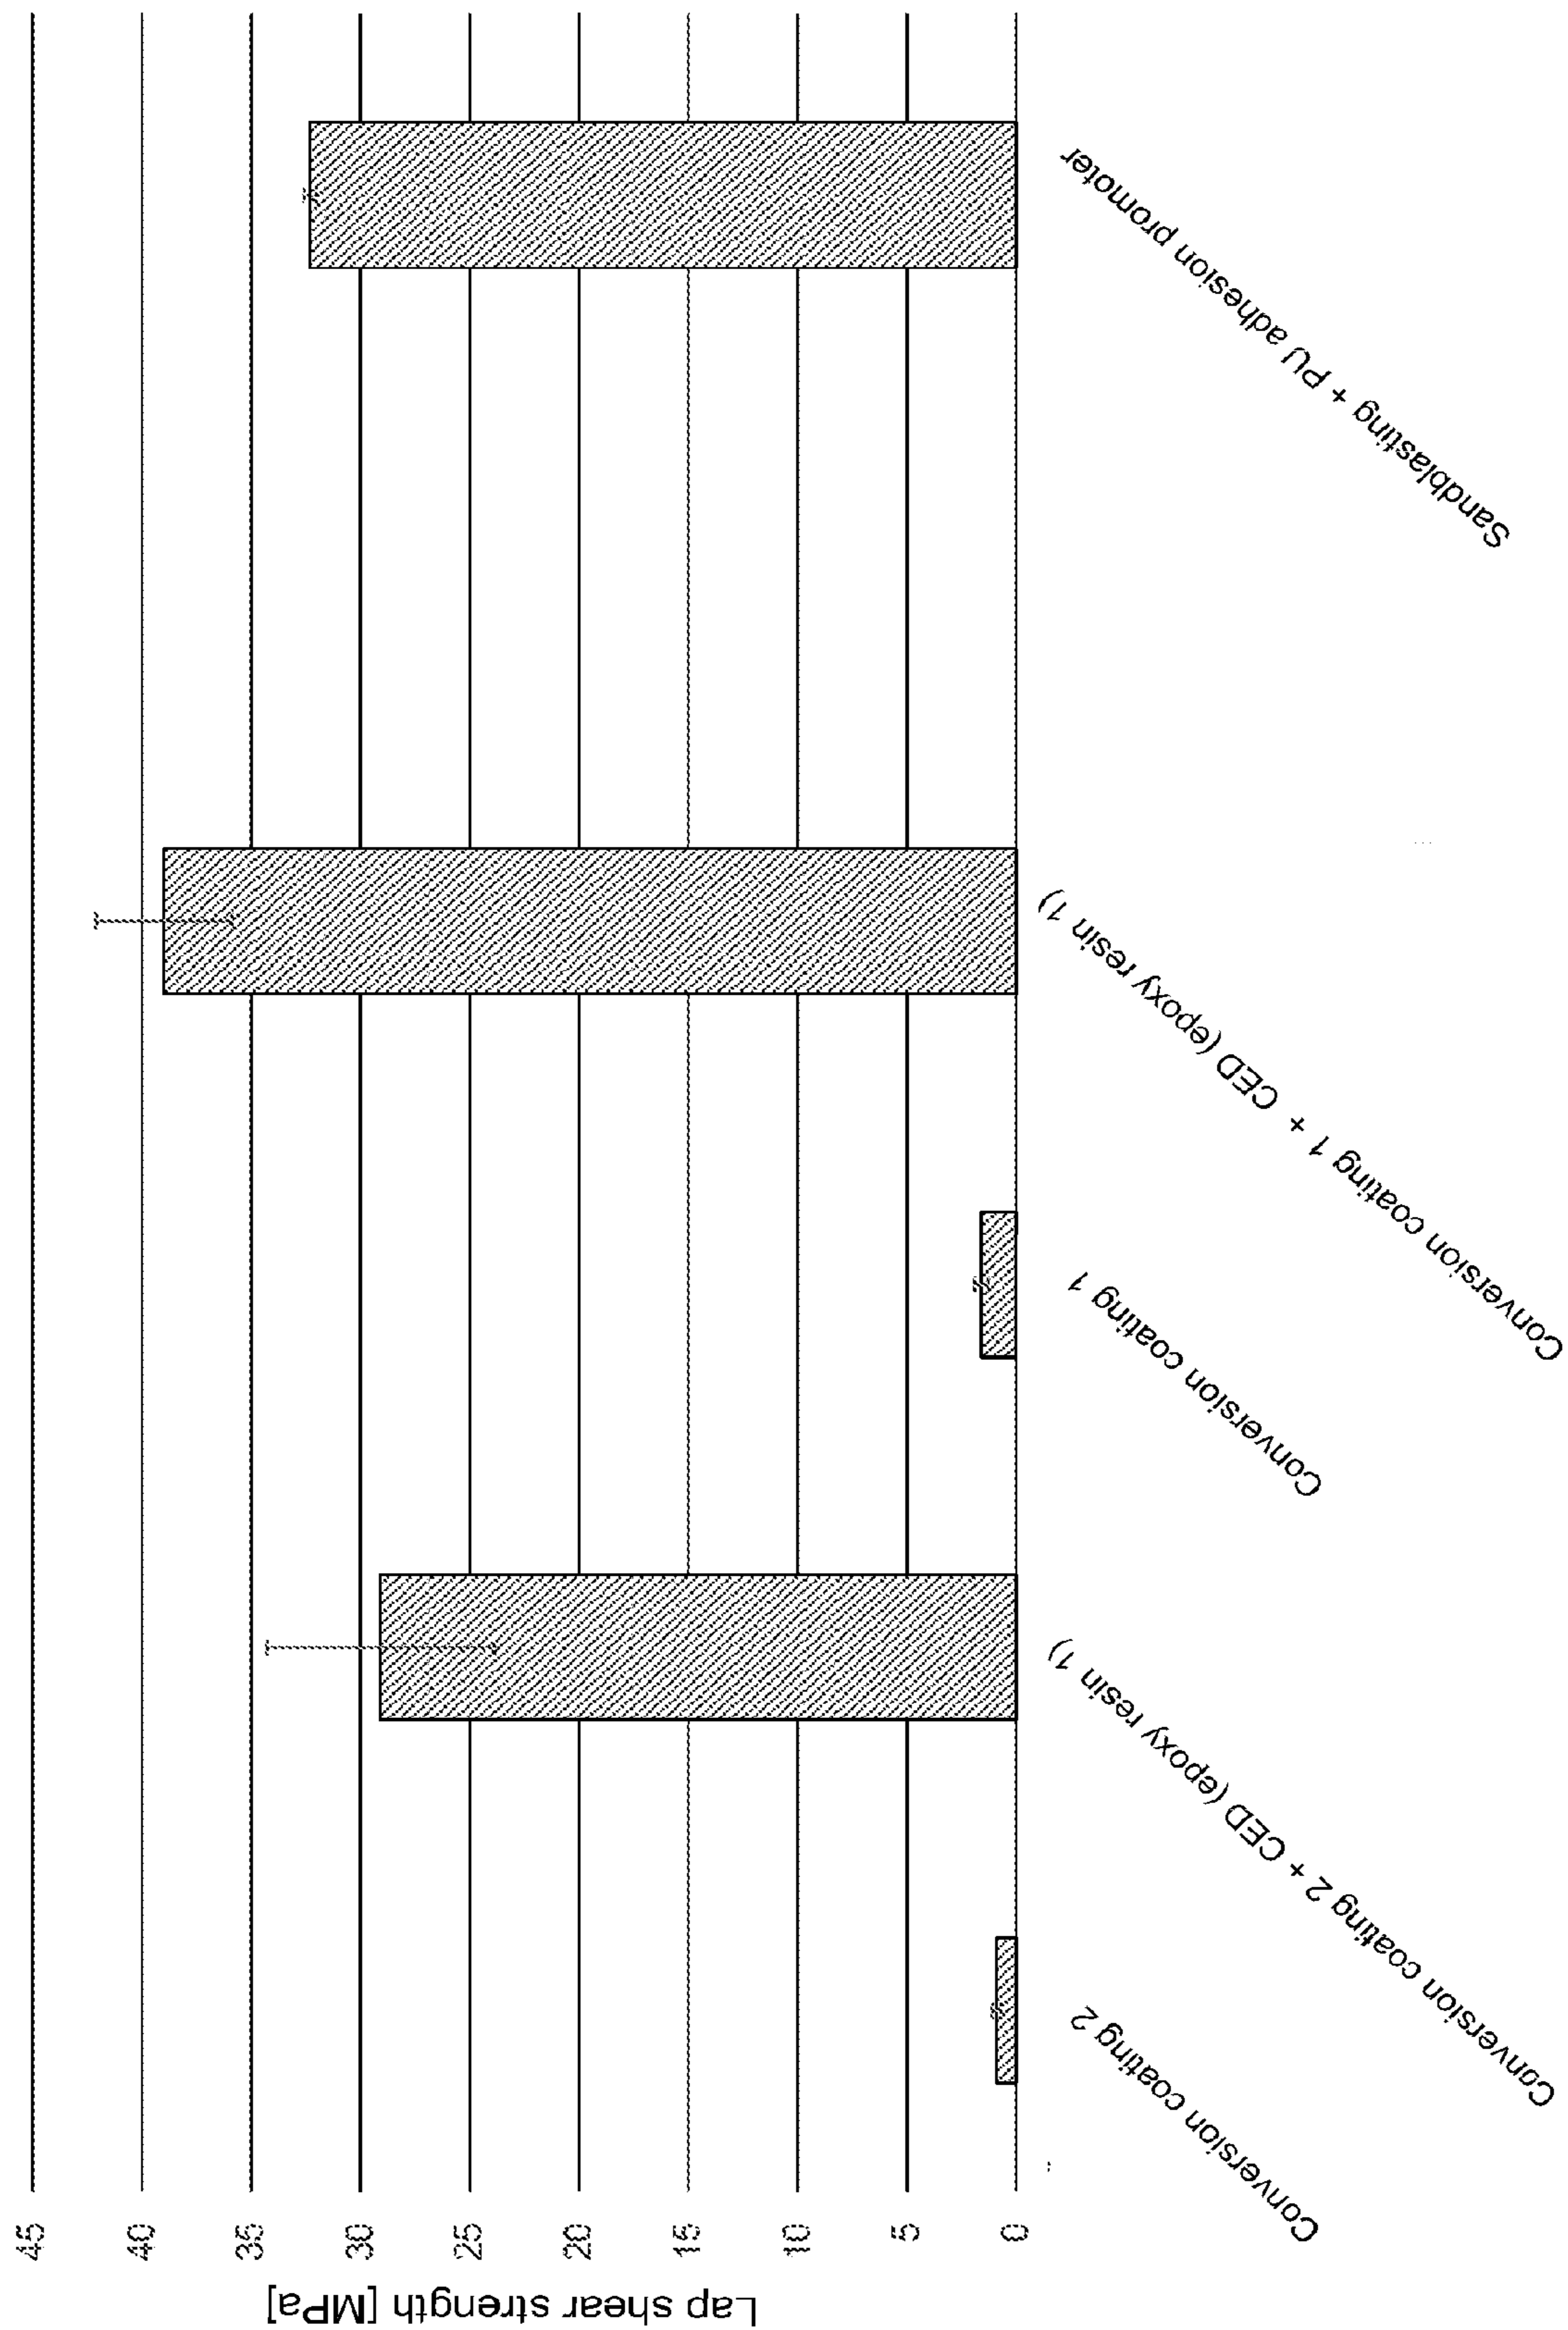 Lap shear strength [MPa]
45
40
35
30
25
20
15
10
5
0
Conversion coating 2
Conversion coating 2 + CED (epoxy resin 1)
Conversion coating 1
Conversion coating 1 + CED (epoxy resin 1)
Sandblasting + PU adhesion promoter